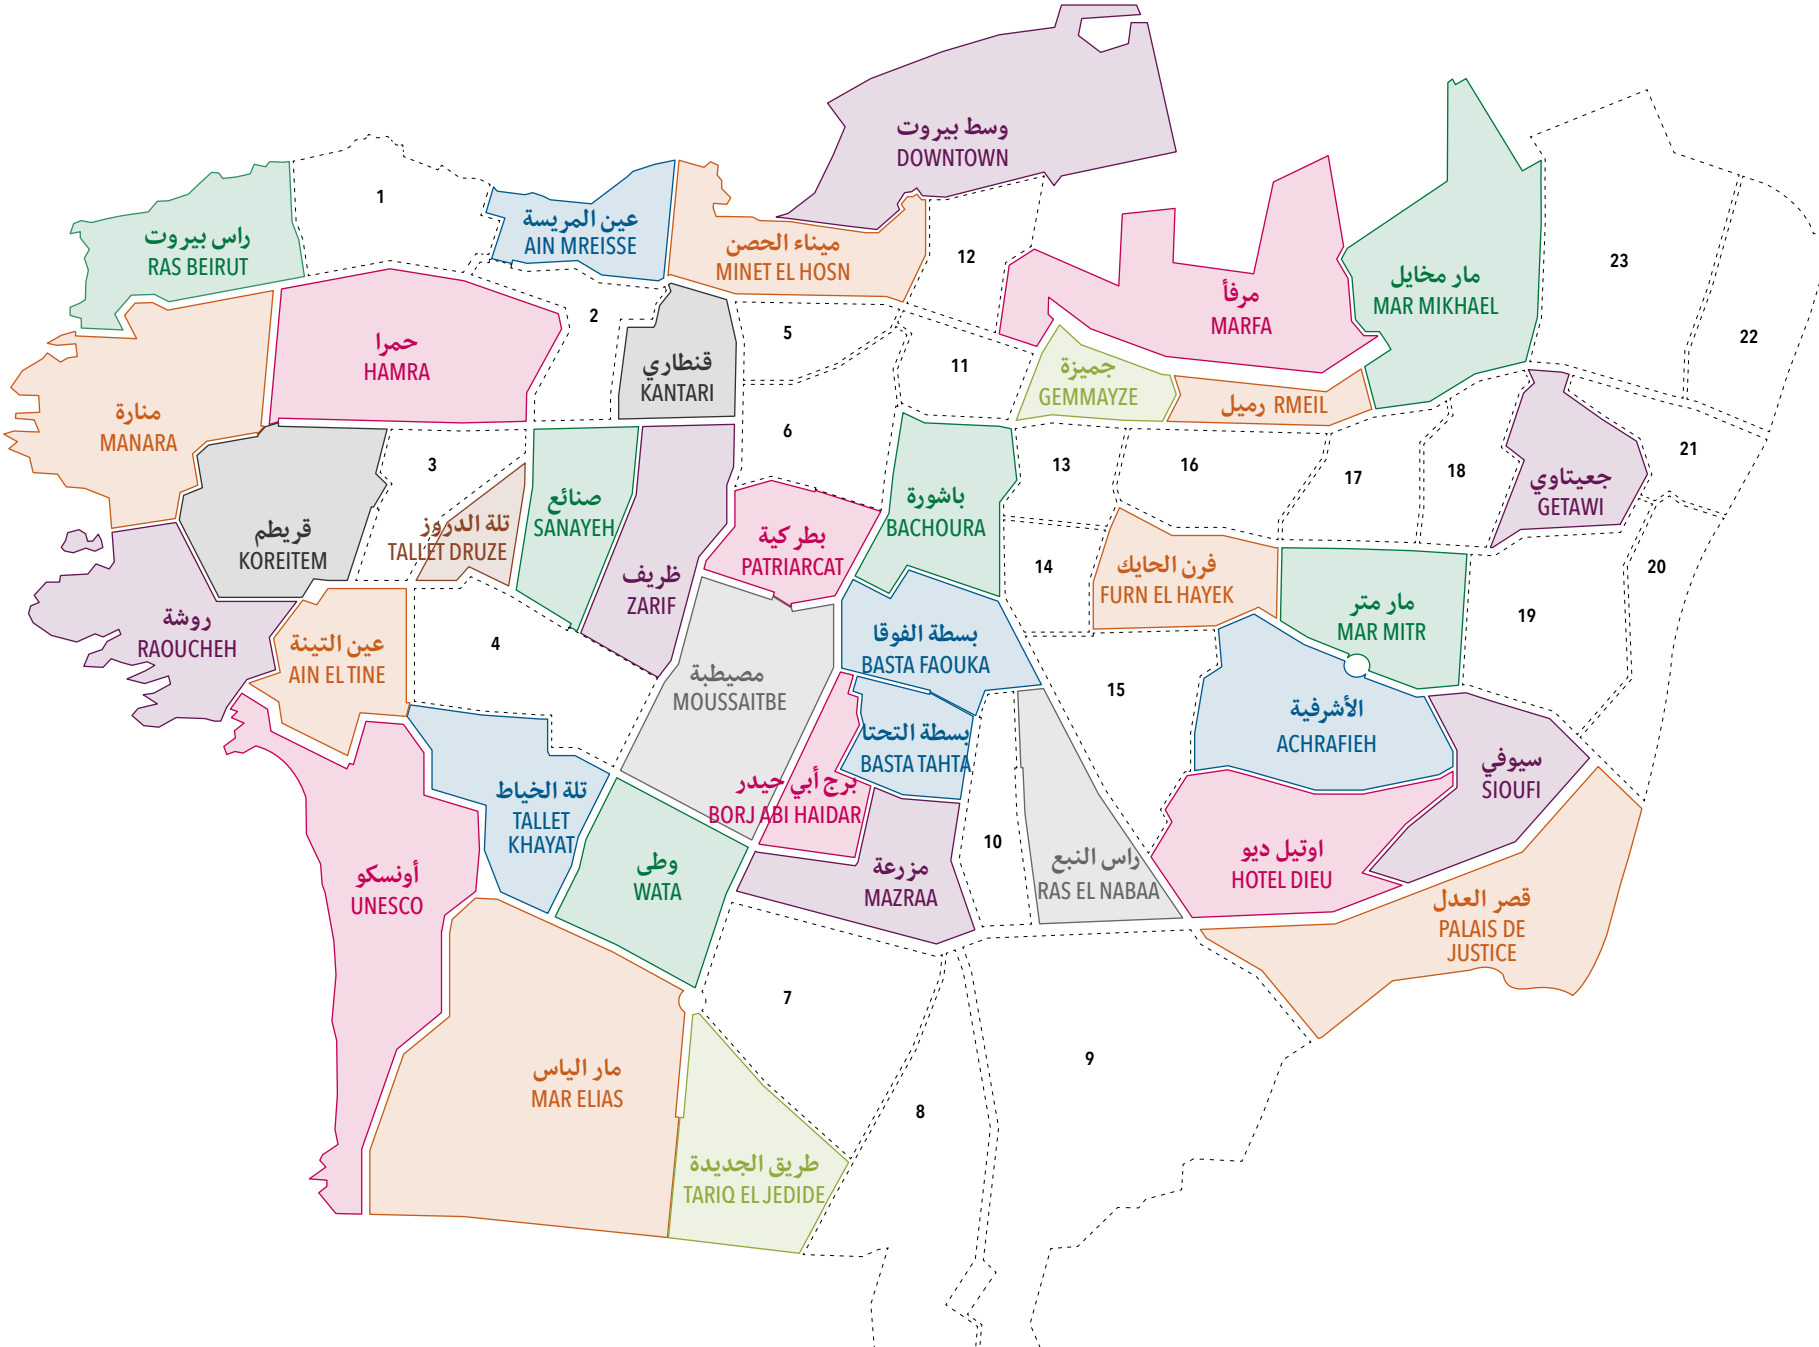 وسط بيروت
DOWNTOWN
1
عين المريسة
AIN MREISSE
راس بيروت
RAS BEIRUT
ميناء الحصن
MINET EL HOSN
12
23
مار مخايل
MAR MIKHAEL
مرفأ
MARFA
2
5
22
حمرا
HAMRA
قنطاري
KANTARI
11
جميزة
GEMMAYZE
رميل RMEIL
منارة
MANARA
6
3
13
16
17
18
21
جعيتاوي
GETAWI
صنائع
SANAYEH
باشورة
BACHOURA
تلة الدروز
TALLET DRUZE
قريطم
KOREITEM
بطركية
PATRIARCAT
14
فرن الحايك
FURN EL HAYEK
20
ظريف
ZARIF
مار متر
MAR MITR
19
روشة
RAOUCHEH
عين التينة
AIN EL TINE
4
بسطة الفوقا
BASTA FAOUKA
مصيطبة
MOUSSAITBE
15
الأشرفية
ACHRAFIEH
بسطة التحتا
BASTA TAHTA
سيوفي
SIOUFI
برج أبي حيدر
BORJ ABI HAIDAR
تلة الخياط
TALLET
KHAYAT
10
راس النبع
RAS EL NABAA
اوتيل ديو
HOTEL DIEU
وطى
WATA
مزرعة
MAZRAA
أونسكو
UNESCO
قصر العدل
PALAIS DE
JUSTICE
7
9
مار الياس
MAR ELIAS
8
طريق الجديدة
TARIQ EL JEDIDE